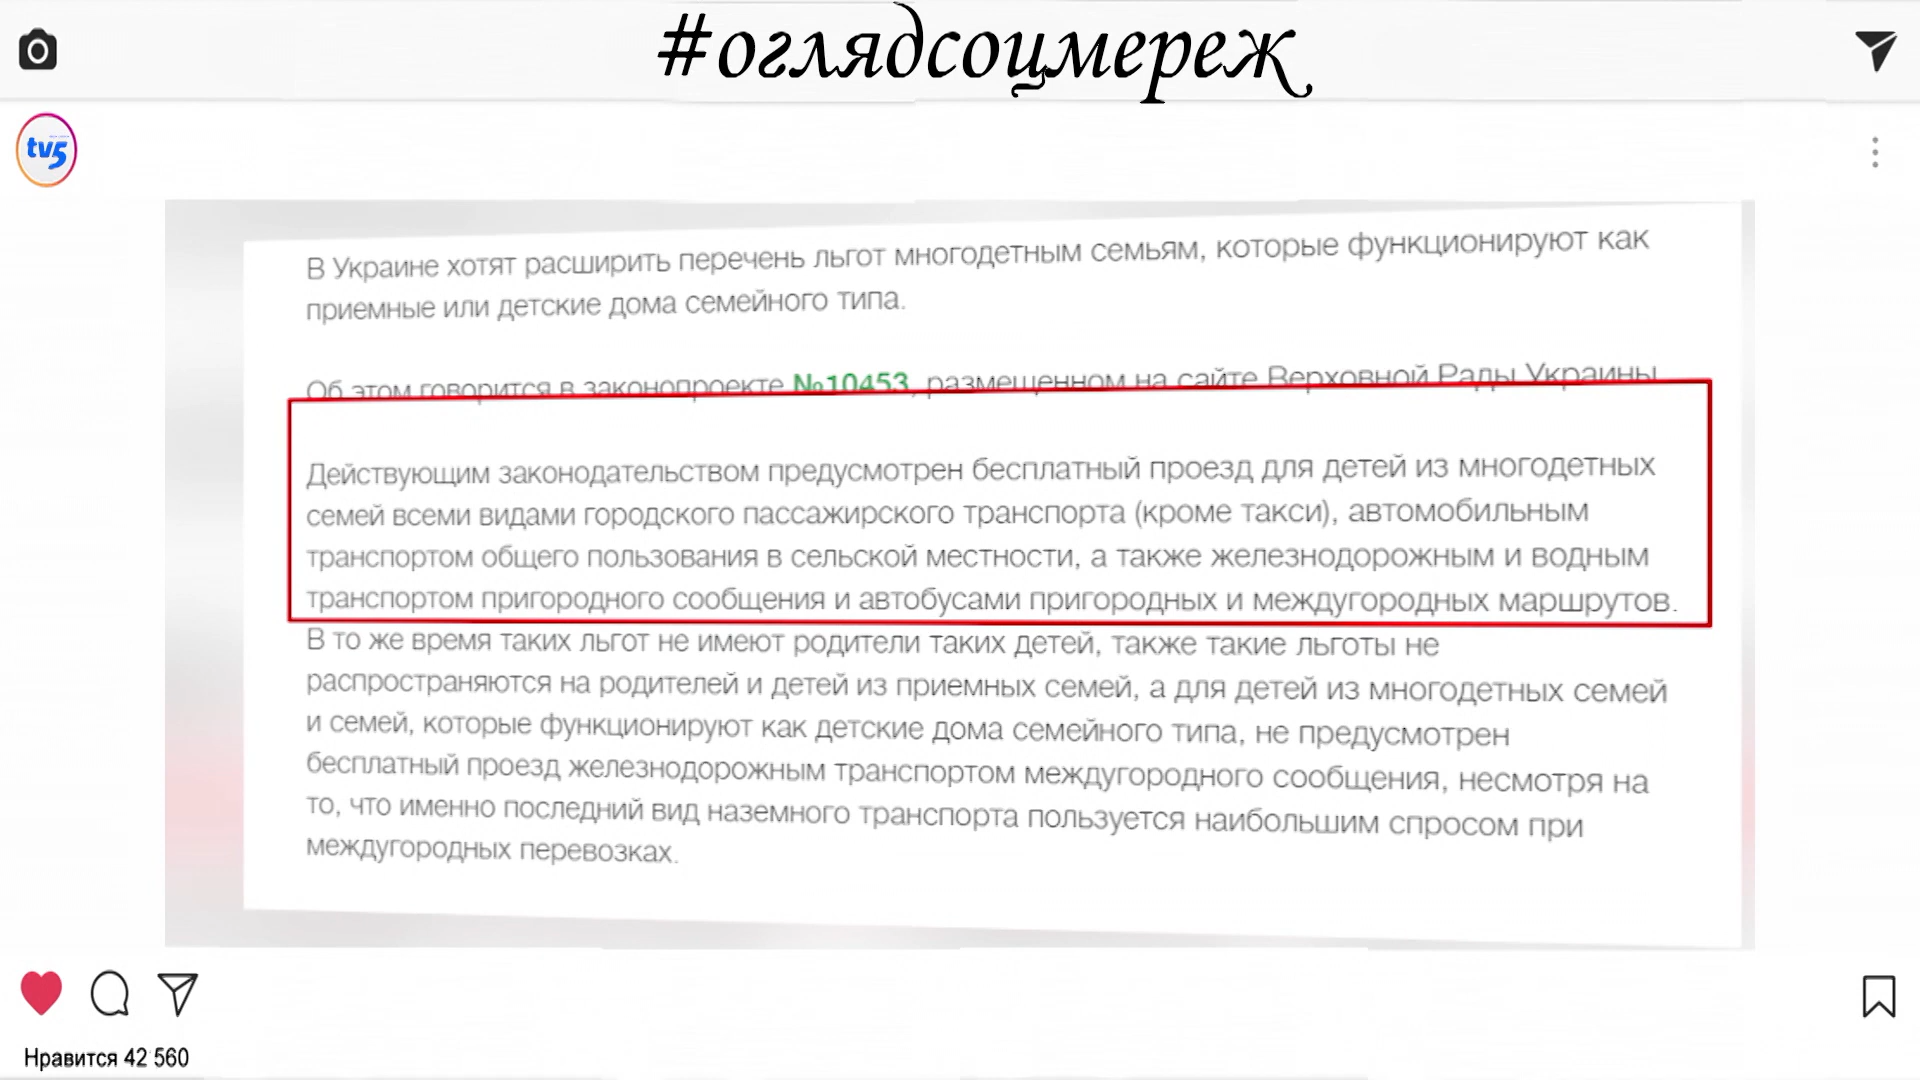 #оглядсоцмереж
tv5
В Украине хотят расширить перечень льгот многодетным семьям, которые функционируют как
приемные или детские дома семейного типа.
Об этом говорится в законопроекте №10453, размещенном на сайте Верховной Рады Украины
Действующим законодательством предусмотрен бесплатный проезд для детей из многодетных
семей всеми видами городского пассажирского транспорта (кроме такси), автомобильным
транспортом общего пользования в сельской местности, а также железнодорожным и водным
транспортом пригородного сообщения и автобусами пригородных и междугородных маршрутов.
В то же время таких льгот не имеют родители таких детей, также такие льготы не
распространяются на родителей и детей из приемных семей, а для детей из многодетных семей
и семей, которые функционируют как детские дома семейного типа, не предусмотрен
бесплатный проезд железнодорожным транспортом междугородного сообщения, несмотря на
то, что именно последний вид наземного транспорта пользуется наибольшим спросом при
междугородных перевозках.
Нравится 42 560